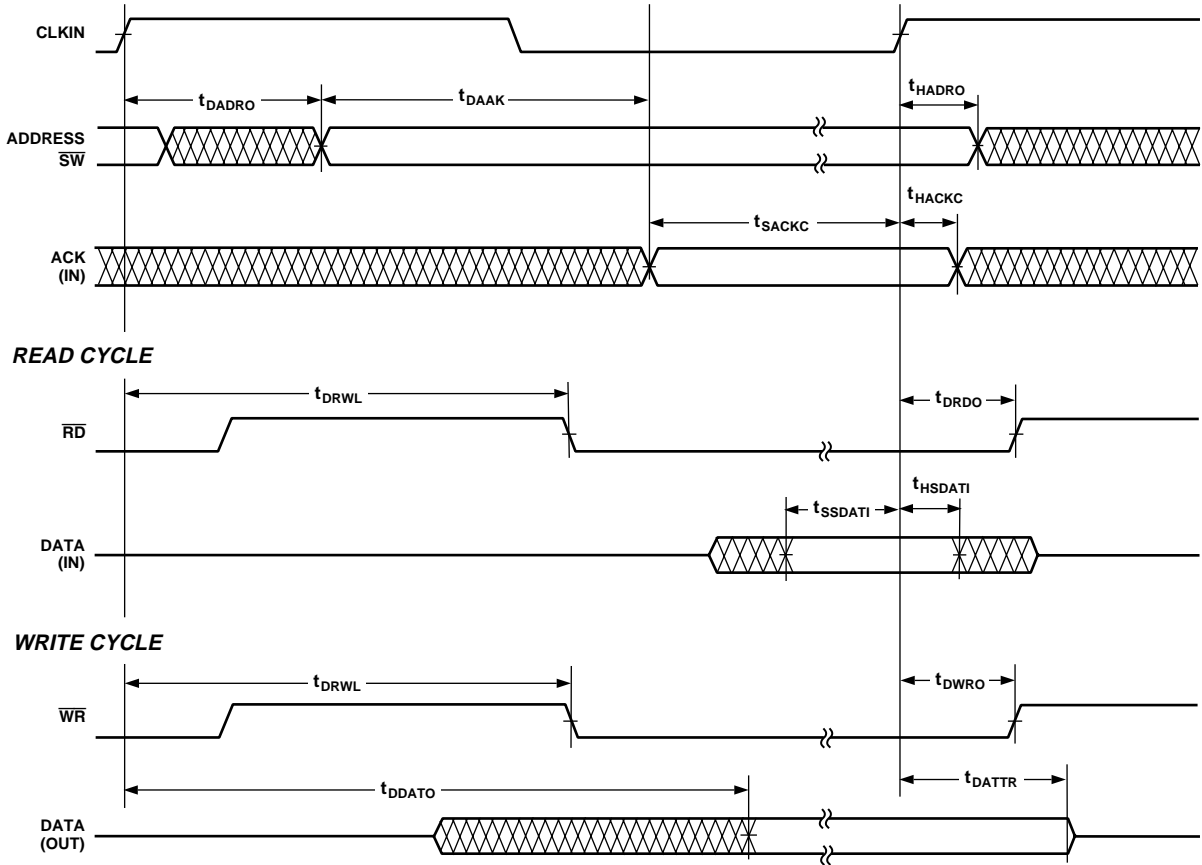 CLKIN
tDADRO
tDAAK
tHADRO
ADDRESS
SW
tHACKC
tSACKC
ACK
(IN)
READ CYCLE
tDRWL
tDRDO
RD
tHSDATI
tSSDATI
DATA
(IN)
WRITE CYCLE
tDRWL
tDWRO
WR
tDATTR
tDDATO
DATA
(OUT)